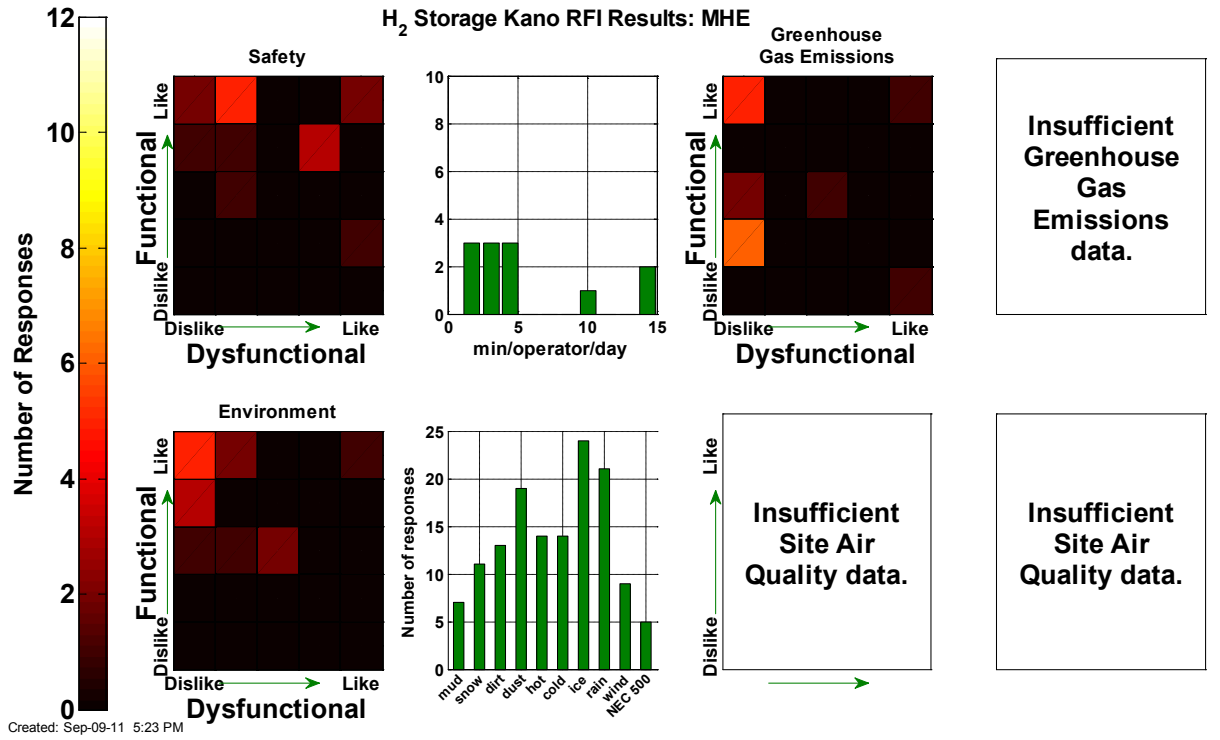 H2 Storage Kano RFI Results: MHE
12
10
8
6
4
2
0
Number of Responses
Safety
Like
Functional
Dislike
Dislike
Like
Dysfunctional
10
8
6
4
2
0
0
5
10
15
min/operator/day
Greenhouse
Gas Emissions
Like
Functional
Dislike
Dislike
Like
Dysfunctional
Insufficient
Greenhouse
Gas
Emissions
data.
Environment
Like
Functional
Dislike
Dislike
Like
Dysfunctional
Number of responses
25
20
15
10
5
0
mud
snow
dirt
dust
hot
cold
ice
rain
wind
NEC 500
Like
Dislike
Insufficient
Site Air
Quality data.
Insufficient
Site Air
Quality data.
Created: Sep-09-11 5:23 PM